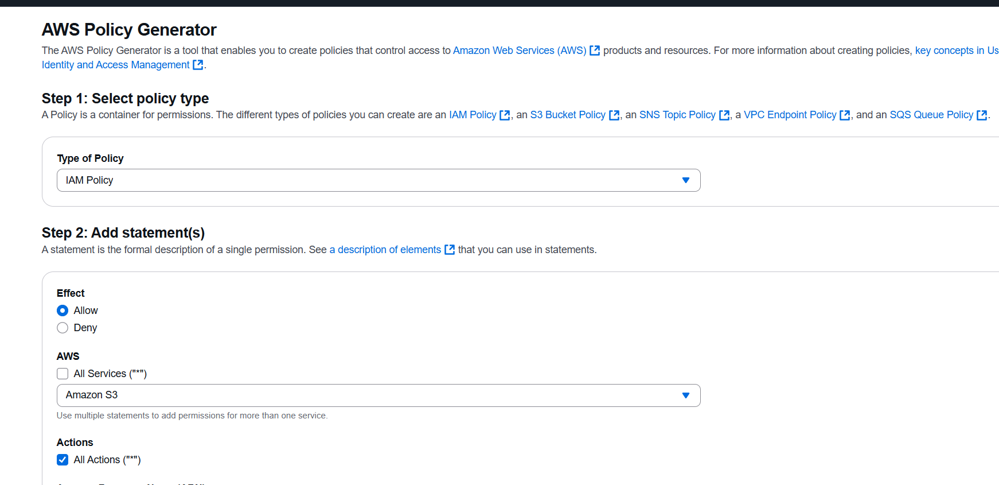 AWS Policy Generator
The AWS Policy Generator is a tool that enables you to create policies that control access to Amazon Web Services (AWS) products and resources. For more information about creating policies, key concepts in Us
Identity and Access Management.
Step 1: Select policy type
A Policy is a container for permissions. The different types of policies you can create are an IAM Policy, an S3 Bucket Policy, an SNS Topic Policy, a VPC Endpoint Policy, and an SQS Queue Policy.
Type of Policy
IAM Policy
Step 2: Add statement(s)
A statement is the formal description of a single permission. See a description of elements that you can use in statements.
Effect
Allow
Deny
AWS
All Services ("*")
Amazon S3
Use multiple statements to add permissions for more than one service.
Actions
All Actions ("*")